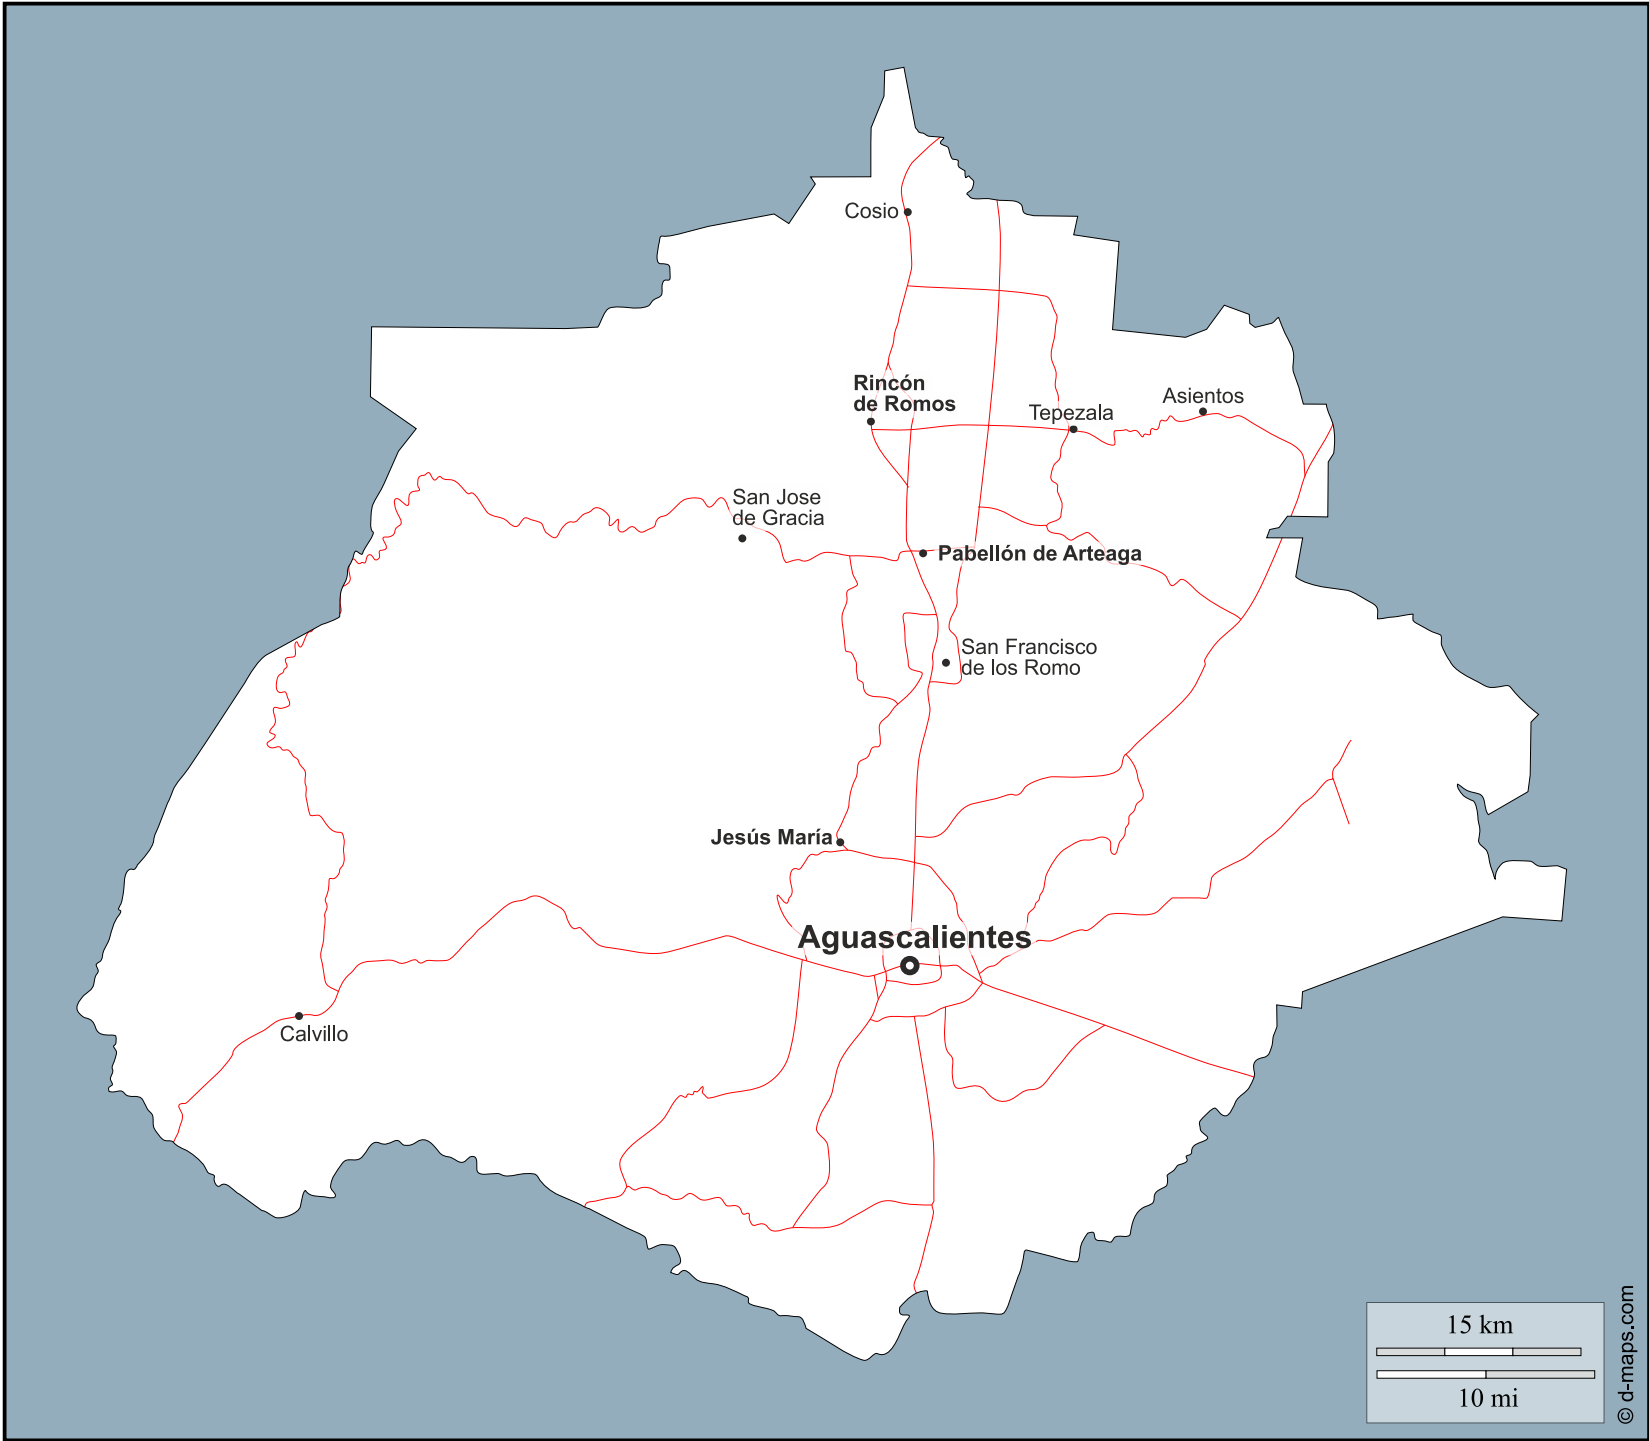 Cosio
Rincón
de Romos
Tepezala
Asientos
San Jose
de Gracia
Pabellón de Arteaga
San Francisco
de los Romo
Jesús María
Aguascalientes
Calvillo
15 km
10 mi
© d-maps.com